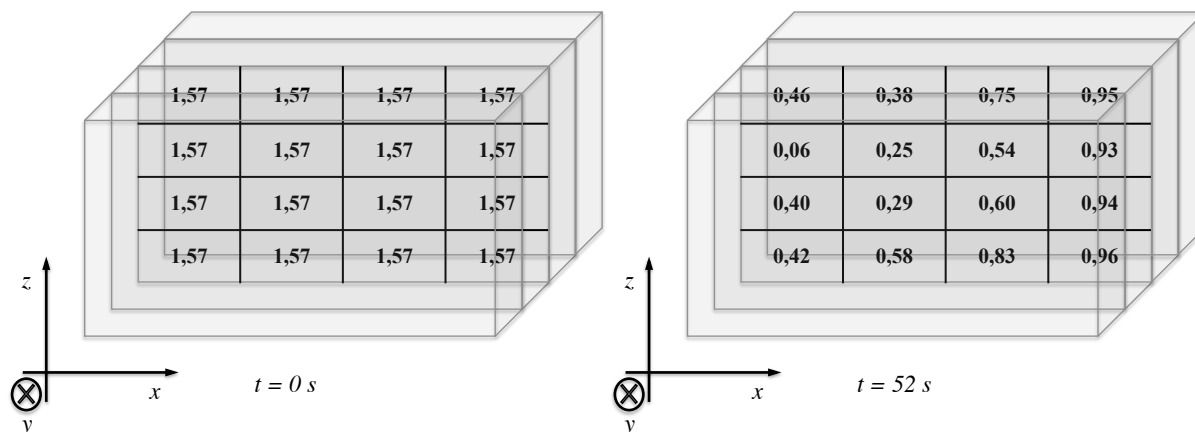 1,57 1,57 1,57 1,57
1,57 1,57 1,57 1,57
1,57 1,57 1,57 1,57
1,57 1,57 1,57 1,57
z
x
y
t = 0 s
0,46 0,38 0,75 0,95
0,06 0,25 0,54 0,93
0,40 0,29 0,60 0,94
0,42 0,58 0,83 0,96
z
x
y
t = 52 s